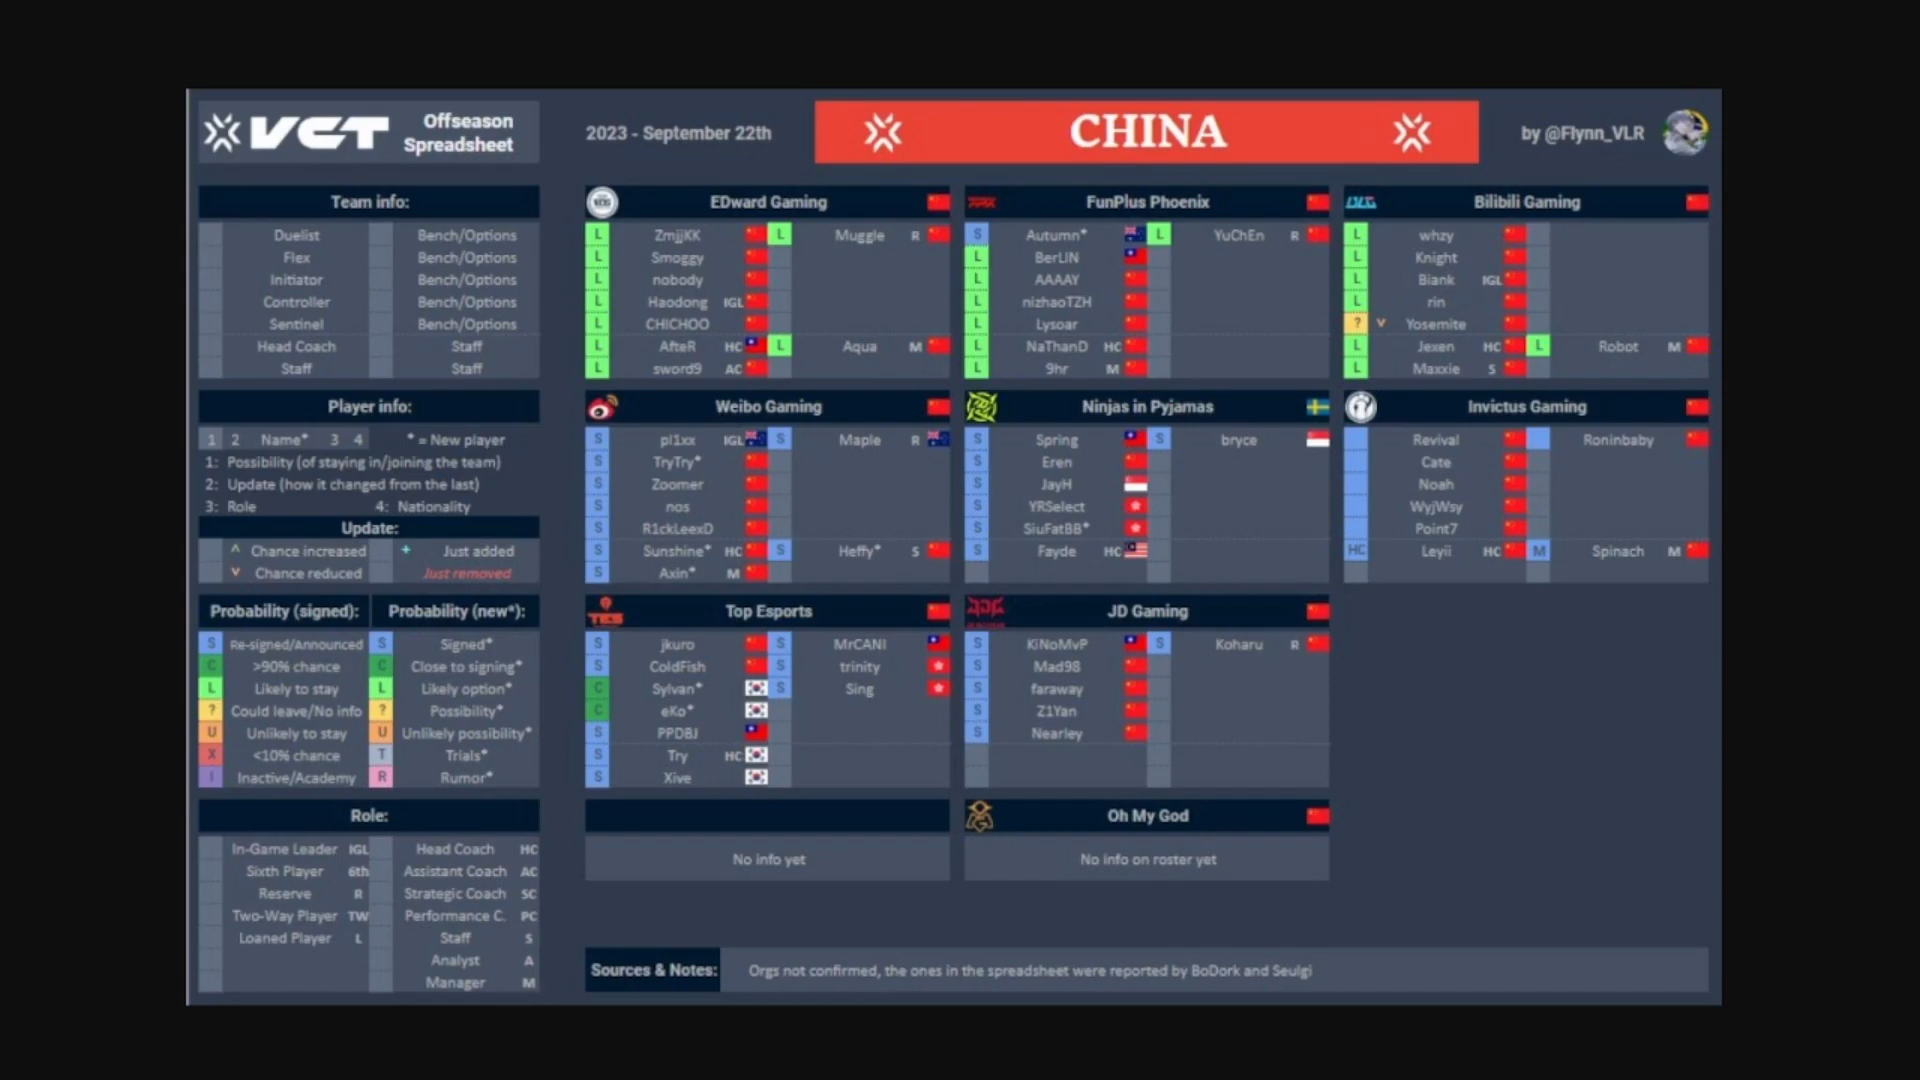 VCT Offseason Spreadsheet
2023 - September 22th
CHINA
by @Flynn_VLR
Team info:
Duelist Bench/Options
Flex Bench/Options
Initiator Bench/Options
Controller Bench/Options
Sentinel Bench/Options
Head Coach Staff
Staff Staff
Player info:
1 2 Name* 3 4 * = New player
1: Possibility (of staying in/joining the team)
2: Update (how it changed from the last)
3: Role 4: Nationality
Update:
^ Chance increased + Just added
v Chance reduced Just removed
Probability (signed): Probability (new*):
S Re-signed/Announced S Signed*
C >90% chance C Close to signing*
L Likely to stay L Likely option*
? Could leave/No info ? Possibility*
U Unlikely to stay U Unlikely possibility*
X <10% chance T Trials*
I Inactive/Academy R Rumor*
Role:
In-Game Leader IGL Head Coach HC
Sixth Player 6th Assistant Coach AC
Reserve R Strategic Coach SC
Two-Way Player TW Performance C. PC
Loaned Player L Staff S
Analyst A
Manager M
EDward Gaming
L ZmjjKK L Muggle R
L Smoggy
L nobody
L Haodong IGL
L CHICHOO
L AfteR HC L Aqua M
L sword9 AC
FunPlus Phoenix
S Autumn* L YuChEn R
L BerLIN
L AAAAY
L nizhaoTZH
L Lysoar
L NaThanD HC
L 9hr M
Bilibili Gaming
L whzy
L Knight
L Biank IGL
L rin
? v Yosemite
L Jexen HC L Robot M
L Maxxie S
Weibo Gaming
S pl1xx IGL S Maple R
S TryTry*
S Zoomer
S nos
S R1ckLeexD
S Sunshine* HC S Heffy* S
S Axin* M
Ninjas in Pyjamas
S Spring S bryce
S Eren
S JayH
S YRSelect
S SiuFatBB*
S Fayde HC
Invictus Gaming
Revival Roninbaby
Cate
Noah
WyjWsy
Point7
HC Leyii HC M Spinach M
Top Esports
S jkuro S MrCANI
S ColdFish S trinity
C Sylvan* S Sing
C eKo*
S PPDBJ
S Try HC
S Xive
JD Gaming
S KiNoMvP S Koharu R
S Mad98
S faraway
S Z1Yan
S Nearley
No info yet
Oh My God
No info on roster yet
Sources & Notes: Orgs not confirmed, the ones in the spreadsheet were reported by BoDork and Seulgi